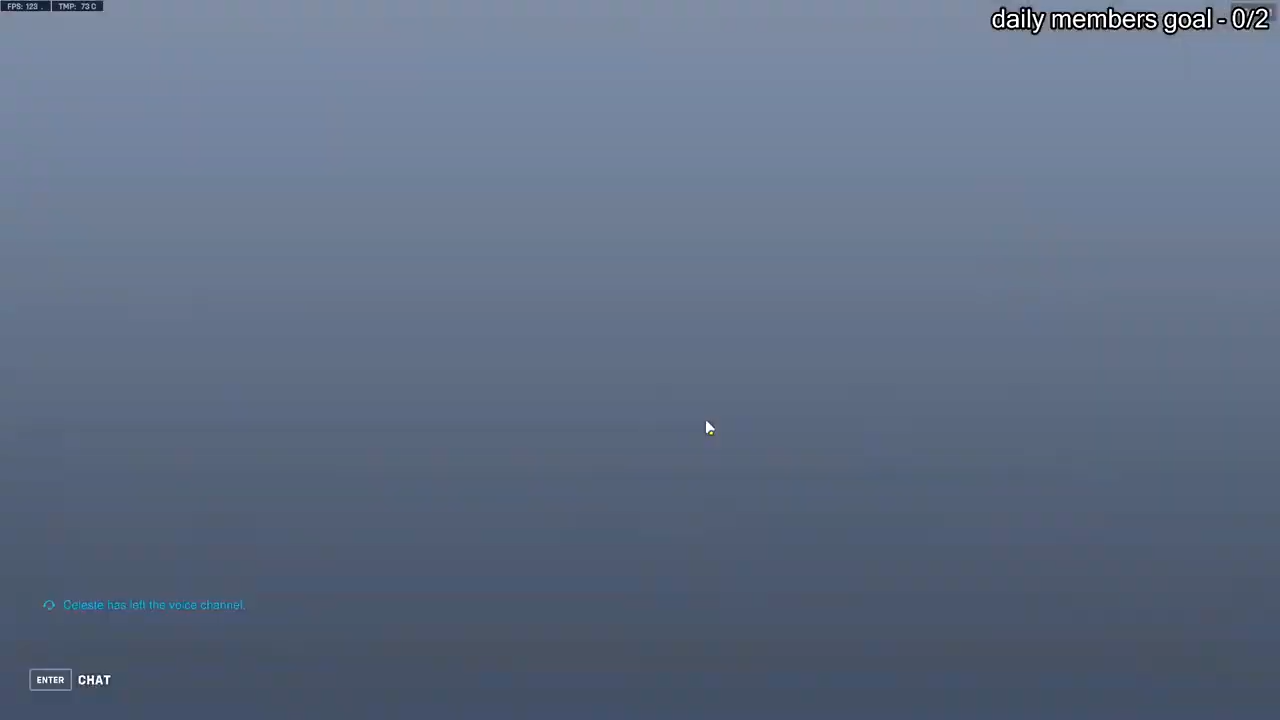 FPS: 123 . TMP: 73 C
daily members goal - 0/2
Celeste has left the voice channel.
ENTER CHAT